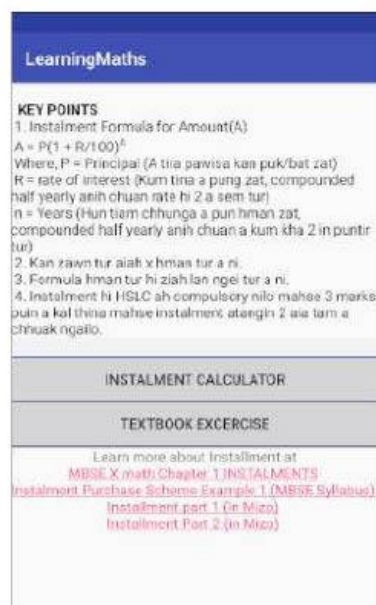 LearningMaths
KEY POINTS
1. Instalment Formula for Amount(A)
A = P(1 + R/100)ⁿ
Where, P = Principal (A tira pawisa kan puk/bat zat)
R = rate of interest (Kum tina a pung zat, compounded
half yearly anih chuan rate hi 2 a sem tur)
n = Years (Hun tiam chhunga a pun hman zat,
compounded half yearly anih chuan a kum kha 2 in puntir
tur)
2. Kan zawn tur aiah x hman tur a ni.
3. Formula hman tur hi ziah lan ngei tur a ni.
4. Instalment hi HSLC ah compulsory nilo mahse 3 marks
puin a kal thina mahse instalment atangin 2 aia tam a
chhuak ngailo.
INSTALMENT CALCULATOR
TEXTBOOK EXCERCISE
Learn more about Installment at
MBSE X math Chapter 1 INSTALMENTS
Instalment Purchase Scheme Example 1 (MBSE Syllabus)
Installment part 1 (in Mizo)
Installment Part 2 (in Mizo)